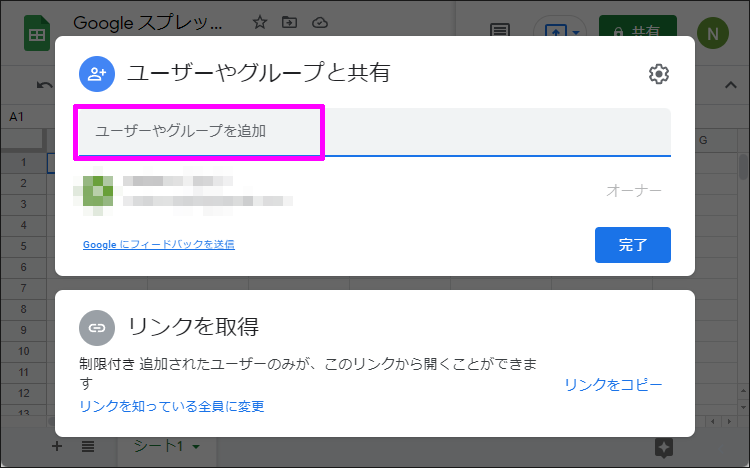 Google スプレッ...
共有
N
ユーザーやグループと共有
A1
ユーザーやグループを追加
G
1
2
3
4
5
6
7
8
9
10
11
12
13
オーナー
Google にフィードバックを送信
完了
リンクを取得
制限付き 追加されたユーザーのみが、このリンクから開くことができま
す
リンクをコピー
リンクを知っている全員に変更
シート1